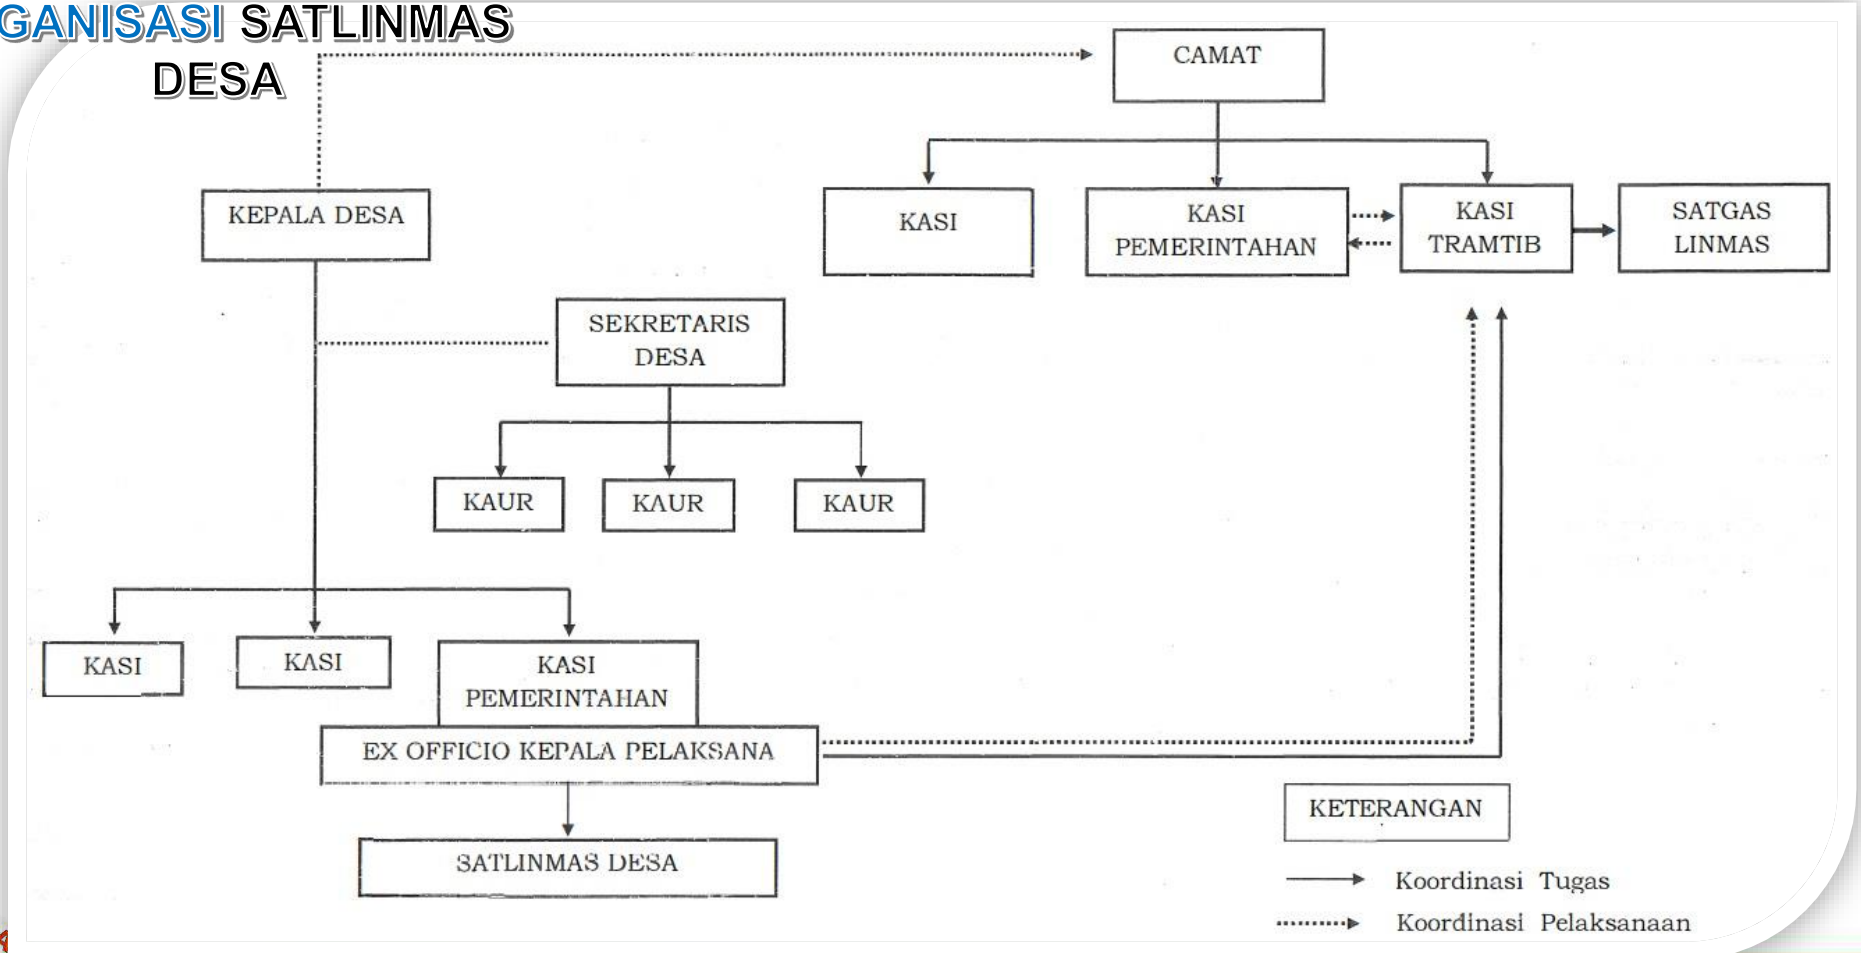 GANISASI SATLINMAS
DESA
CAMAT
KEPALA DESA
KASI
KASI
PEMERINTAHAN
KASI
TRAMTIB
SATGAS
LINMAS
SEKRETARIS
DESA
KAUR
KAUR
KAUR
KASI
KASI
KASI
PEMERINTAHAN
EX OFFICIO KEPALA PELAKSANA
SATLINMAS DESA
KETERANGAN
Koordinasi Tugas
Koordinasi Pelaksanaan